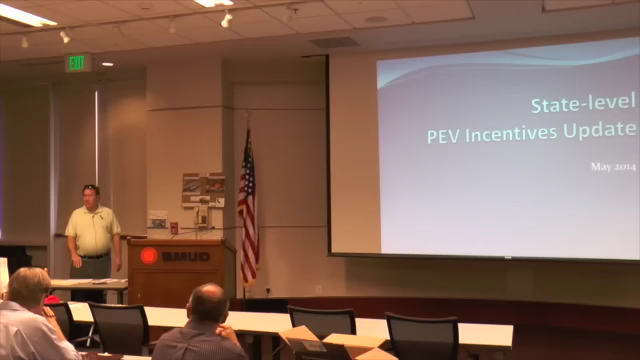 EXIT
State-level
PEV Incentives Update
May 2014
SMUD